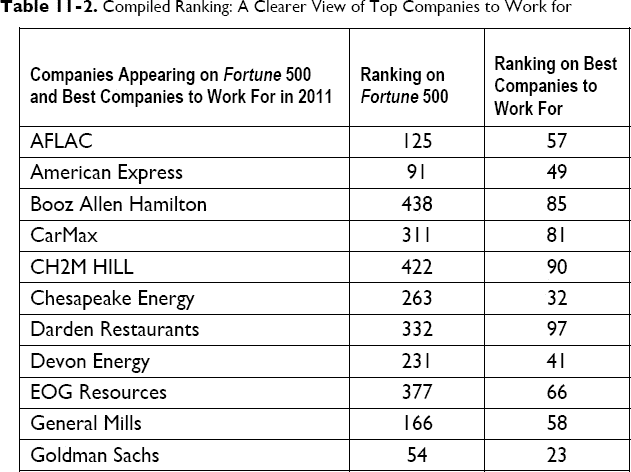 Table 11-2. Compiled Ranking: A Clearer View of Top Companies to Work for
Companies Appearing on Fortune 500
and Best Companies to Work For in 2011
Ranking on
Fortune 500
Ranking on Best
Companies to
Work For
AFLAC 125 57
American Express 91 49
Booz Allen Hamilton 438 85
CarMax 311 81
CH2M HILL 422 90
Chesapeake Energy 263 32
Darden Restaurants 332 97
Devon Energy 231 41
EOG Resources 377 66
General Mills 166 58
Goldman Sachs 54 23